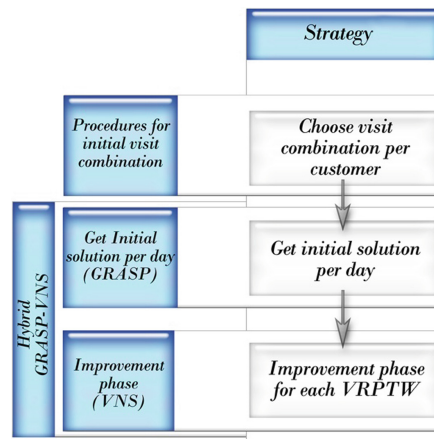 Strategy
Procedures for
initial visit
combination
Choose visit
combination per
customer
Hybrid
GRASP-VNS
Get Initial
solution per day
(GRASP)
Get initial solution
per day
Improvement
phase
(VNS)
Improvement phase
for each VRPTW